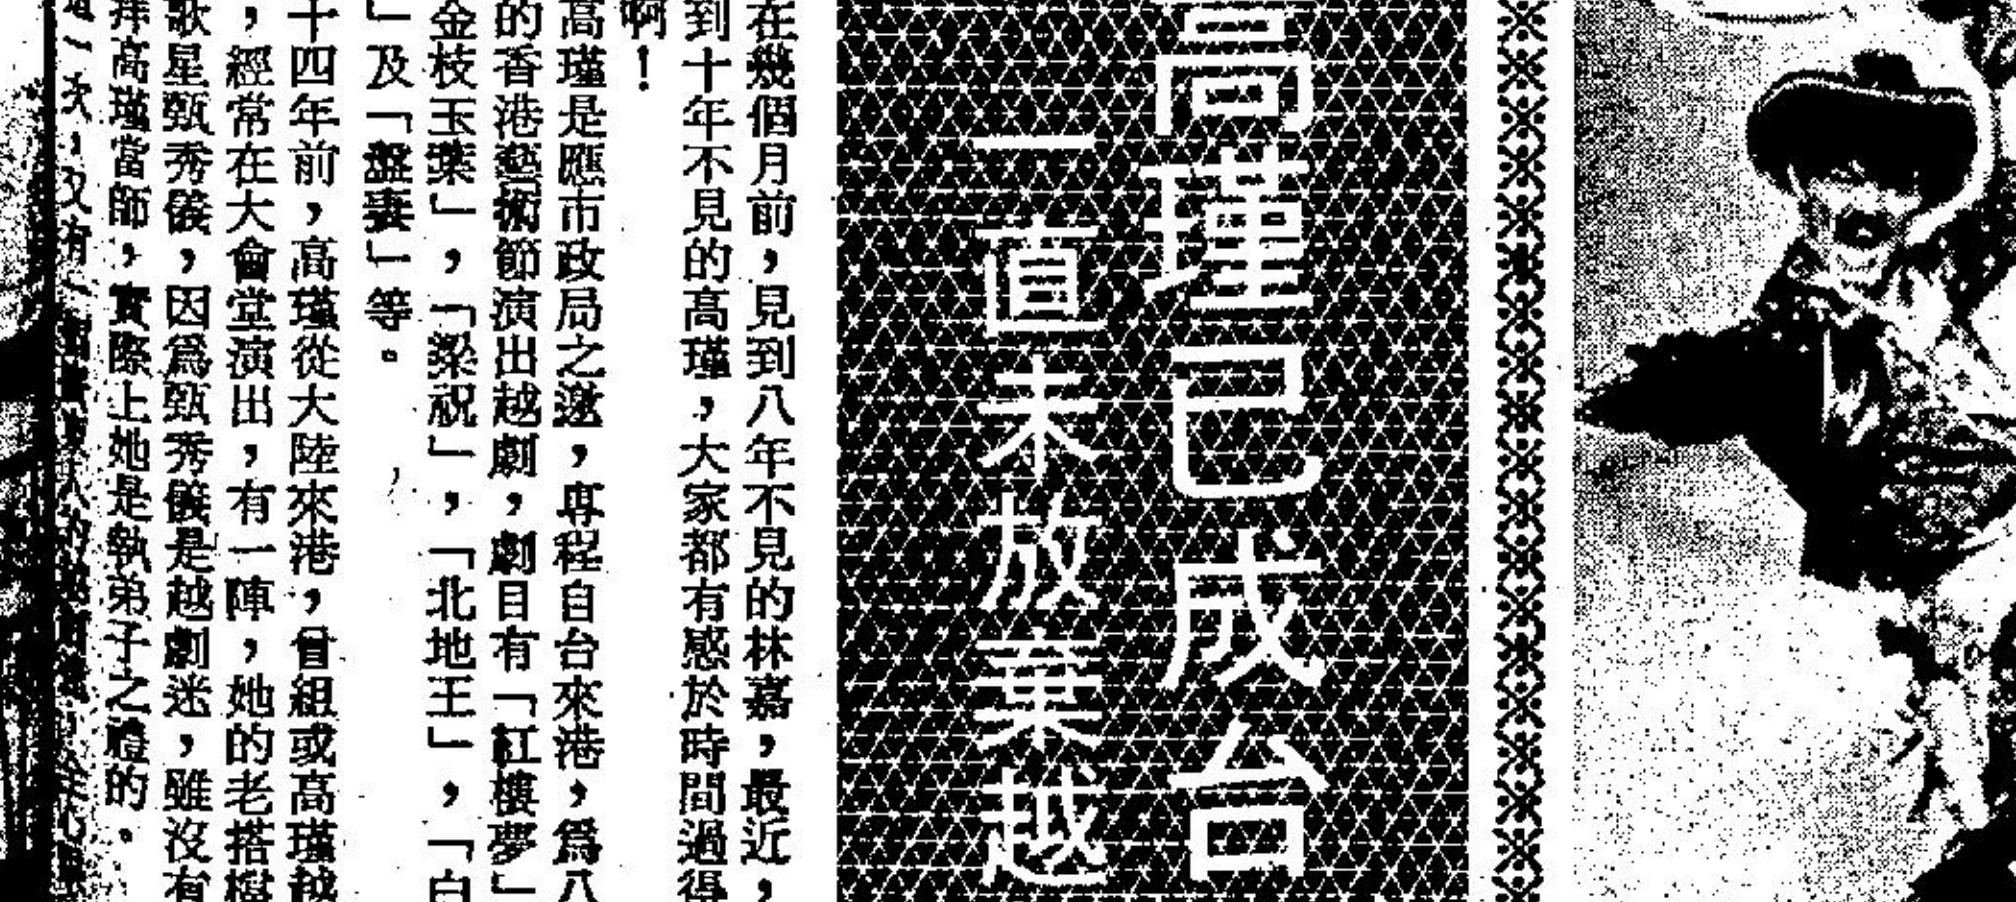 高瑾已成台
一直未放棄越
在幾個月前，見到八年不見的林嘉，最近，
到十年不見的高瑾，大家都有感於時間過得
啊！
高瑾是應市政局之邀，專程自台來港，爲八
的香港藝術節演出越劇，劇目有「紅樓夢」
金枝玉葉」，「梁祝」，「北地王」，「白
」及「盤妻」等。
十四年前，高瑾從大陸來港，曾組或高瑾越
，經常在大會堂演出，有一陣，她的老搭檔
歌星甄秀儀，因爲甄秀儀是越劇迷，雖沒有
拜高瑾當師，實際上她是執弟子之禮的。
這一次，又有